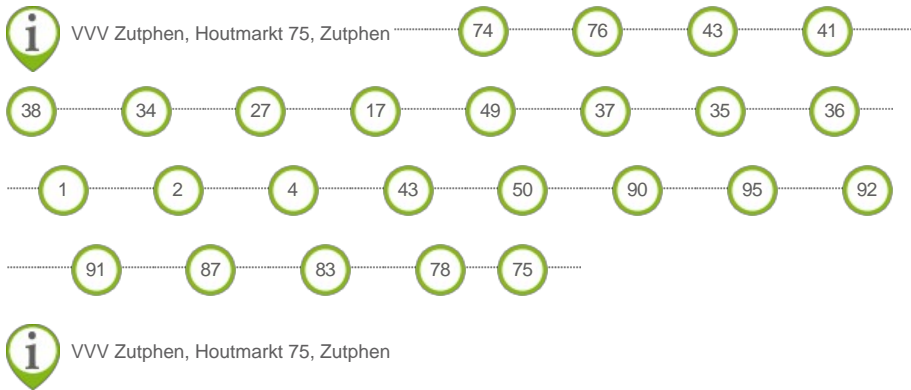 i VVV Zutphen, Houtmarkt 75, Zutphen 74 76 43 41
38 34 27 17 49 37 35 36
1 2 4 43 50 90 95 92
91 87 83 78 75
i VVV Zutphen, Houtmarkt 75, Zutphen